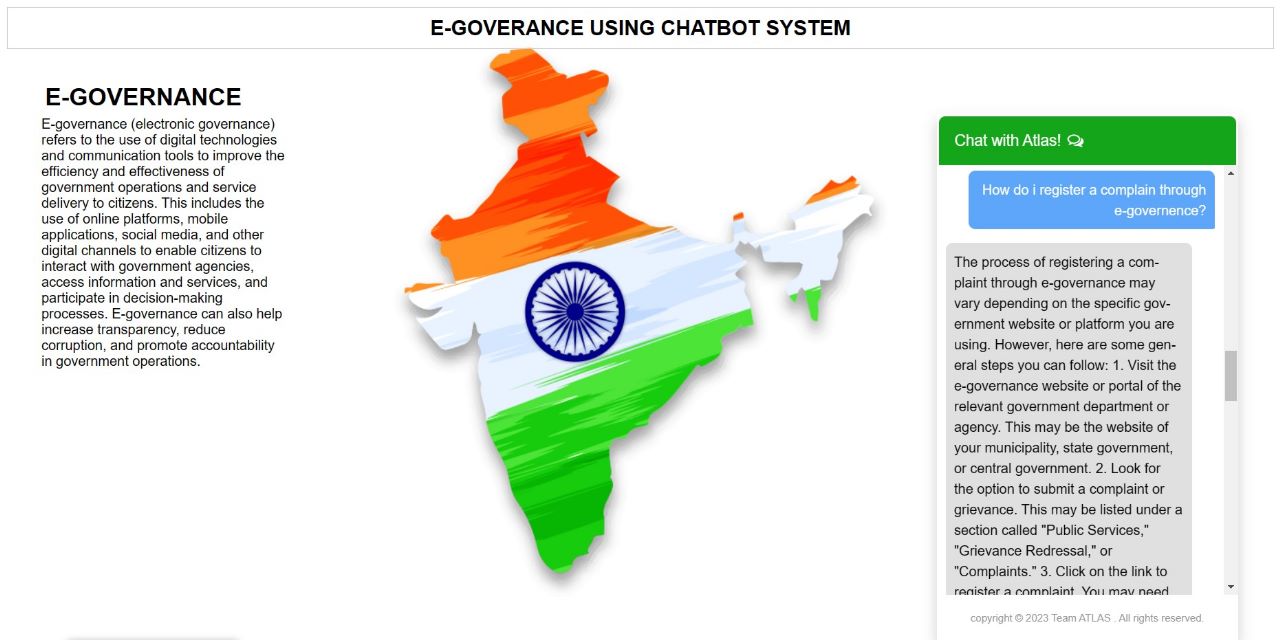 E-GOVERANCE USING CHATBOT SYSTEM
E-GOVERNANCE
E-governance (electronic governance)
refers to the use of digital technologies
and communication tools to improve the
efficiency and effectiveness of
government operations and service
delivery to citizens. This includes the
use of online platforms, mobile
applications, social media, and other
digital channels to enable citizens to
interact with government agencies,
access information and services, and
participate in decision-making
processes. E-governance can also help
increase transparency, reduce
corruption, and promote accountability
in government operations.
Chat with Atlas!
How do i register a complain through
e-governence?
The process of registering a com-
plaint through e-governance may
vary depending on the specific gov-
ernment website or platform you are
using. However, here are some gen-
eral steps you can follow: 1. Visit the
e-governance website or portal of the
relevant government department or
agency. This may be the website of
your municipality, state government,
or central government. 2. Look for
the option to submit a complaint or
grievance. This may be listed under a
section called "Public Services,"
"Grievance Redressal," or
"Complaints." 3. Click on the link to
register a complaint. You may need
copyright © 2023 Team ATLAS . All rights reserved.